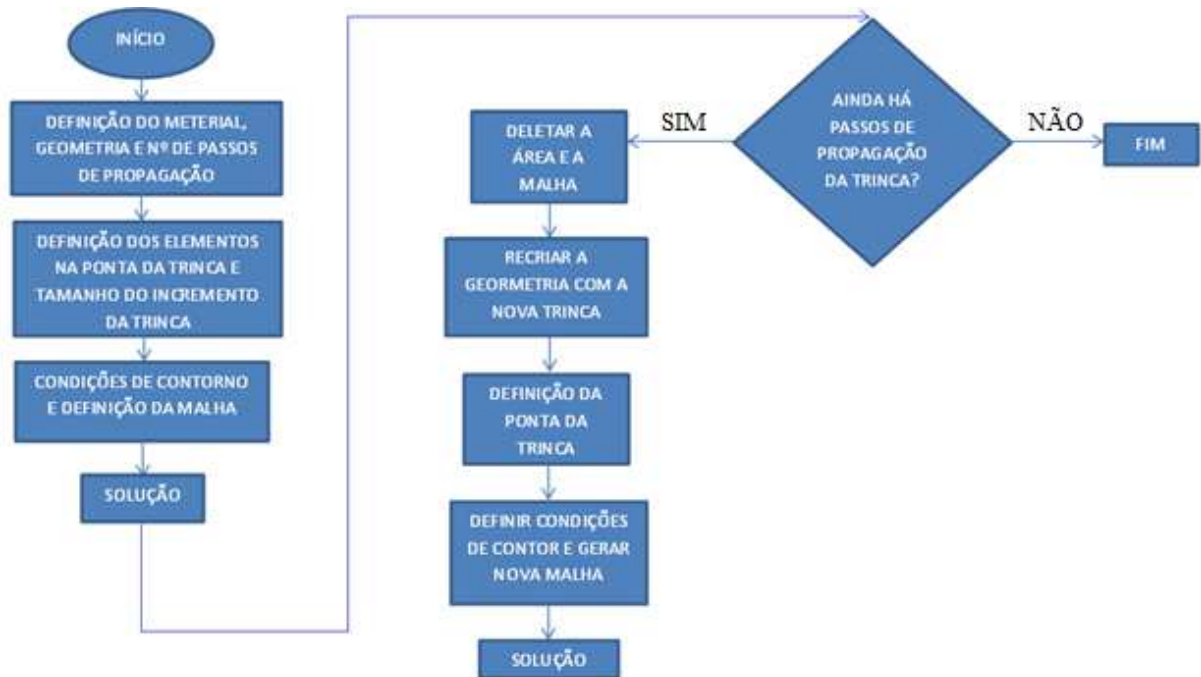 INÍCIO
DEFINIÇÃO DO METERIAL,
GEOMETRIA E Nº DE PASSOS
DE PROPAGAÇÃO
DEFINIÇÃO DOS ELEMENTOS
NA PONTA DA TRINCA E
TAMANHO DO INCREMENTO
DA TRINCA
CONDIÇÕES DE CONTORNO
E DEFINIÇÃO DA MALHA
SOLUÇÃO
AINDA HÁ
PASSOS DE
PROPAGAÇÃO
DA TRINCA?
SIM
NÃO
FIM
DELETAR A
ÁREA E A
MALHA
RECRIAR A
GEORMETRIA COM A
NOVA TRINCA
DEFINIÇÃO DA
PONTA DA
TRINCA
DEFINIR CONDIÇÕES
DE CONTOR E GERAR
NOVA MALHA
SOLUÇÃO